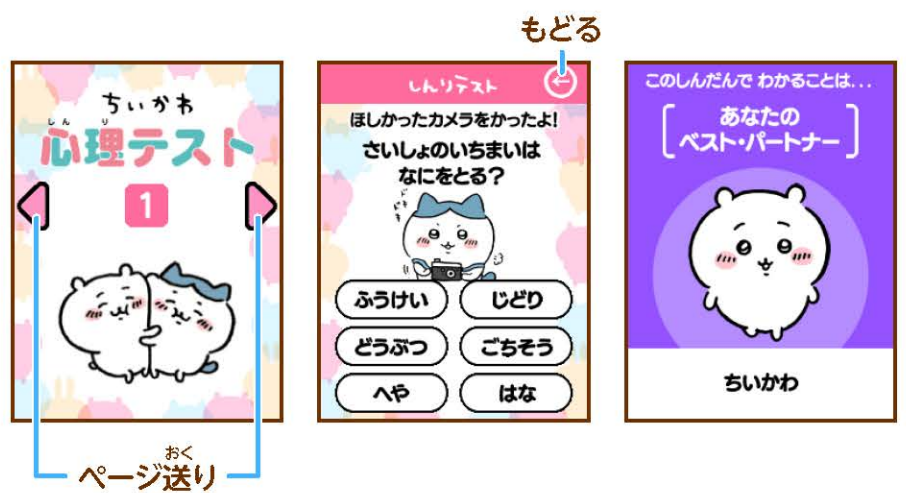 もどる
ちいかわ
しんり
心理テスト
1
おく
ページ送り
しんりテスト
←
ほしかったカメラをかったよ!
さいしょのいちまいは
なにをとる?
ドキ
ドキ
ふうけい
じどり
どうぶつ
ごちそう
へや
はな
このしんだんで わかることは...
あなたの
ベスト・パートナー
ちいかわ